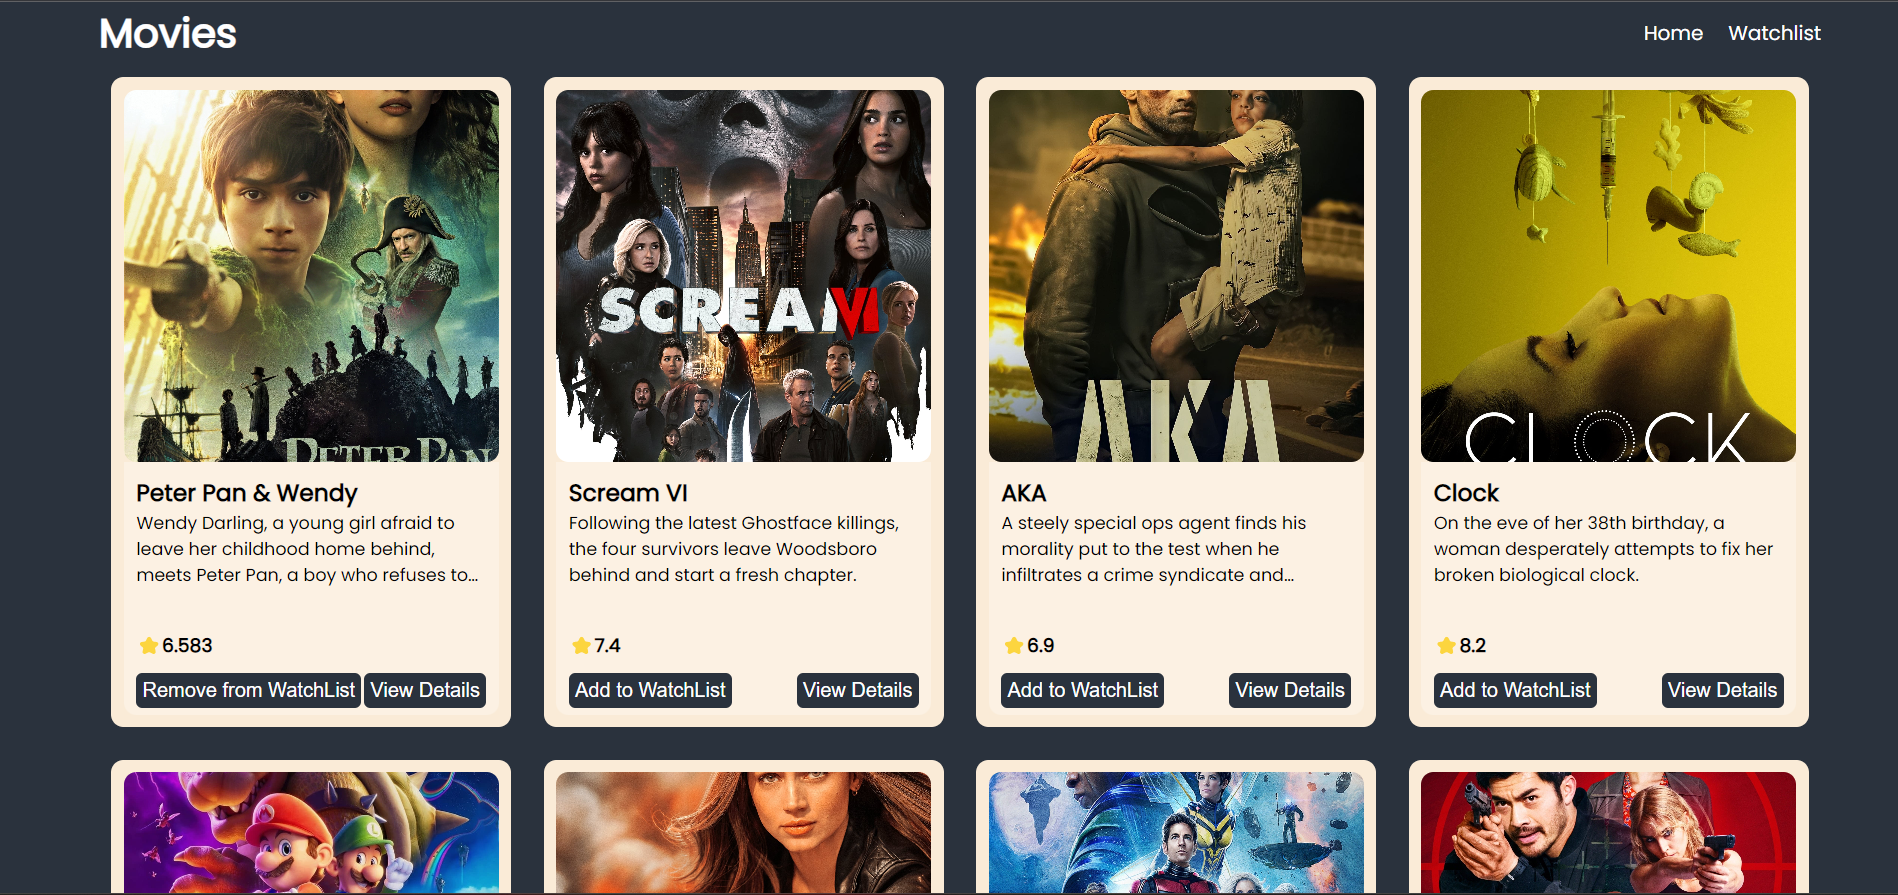 Movies
Home
Watchlist
PETER PAN
SCREAM VI
AKA
CLOCK
Peter Pan & Wendy
Wendy Darling, a young girl afraid to
leave her childhood home behind,
meets Peter Pan, a boy who refuses to...
6.583
Remove from WatchList
View Details
Scream VI
Following the latest Ghostface killings,
the four survivors leave Woodsboro
behind and start a fresh chapter.
7.4
Add to WatchList
View Details
AKA
A steely special ops agent finds his
morality put to the test when he
infiltrates a crime syndicate and...
6.9
Add to WatchList
View Details
Clock
On the eve of her 38th birthday, a
woman desperately attempts to fix her
broken biological clock.
8.2
Add to WatchList
View Details